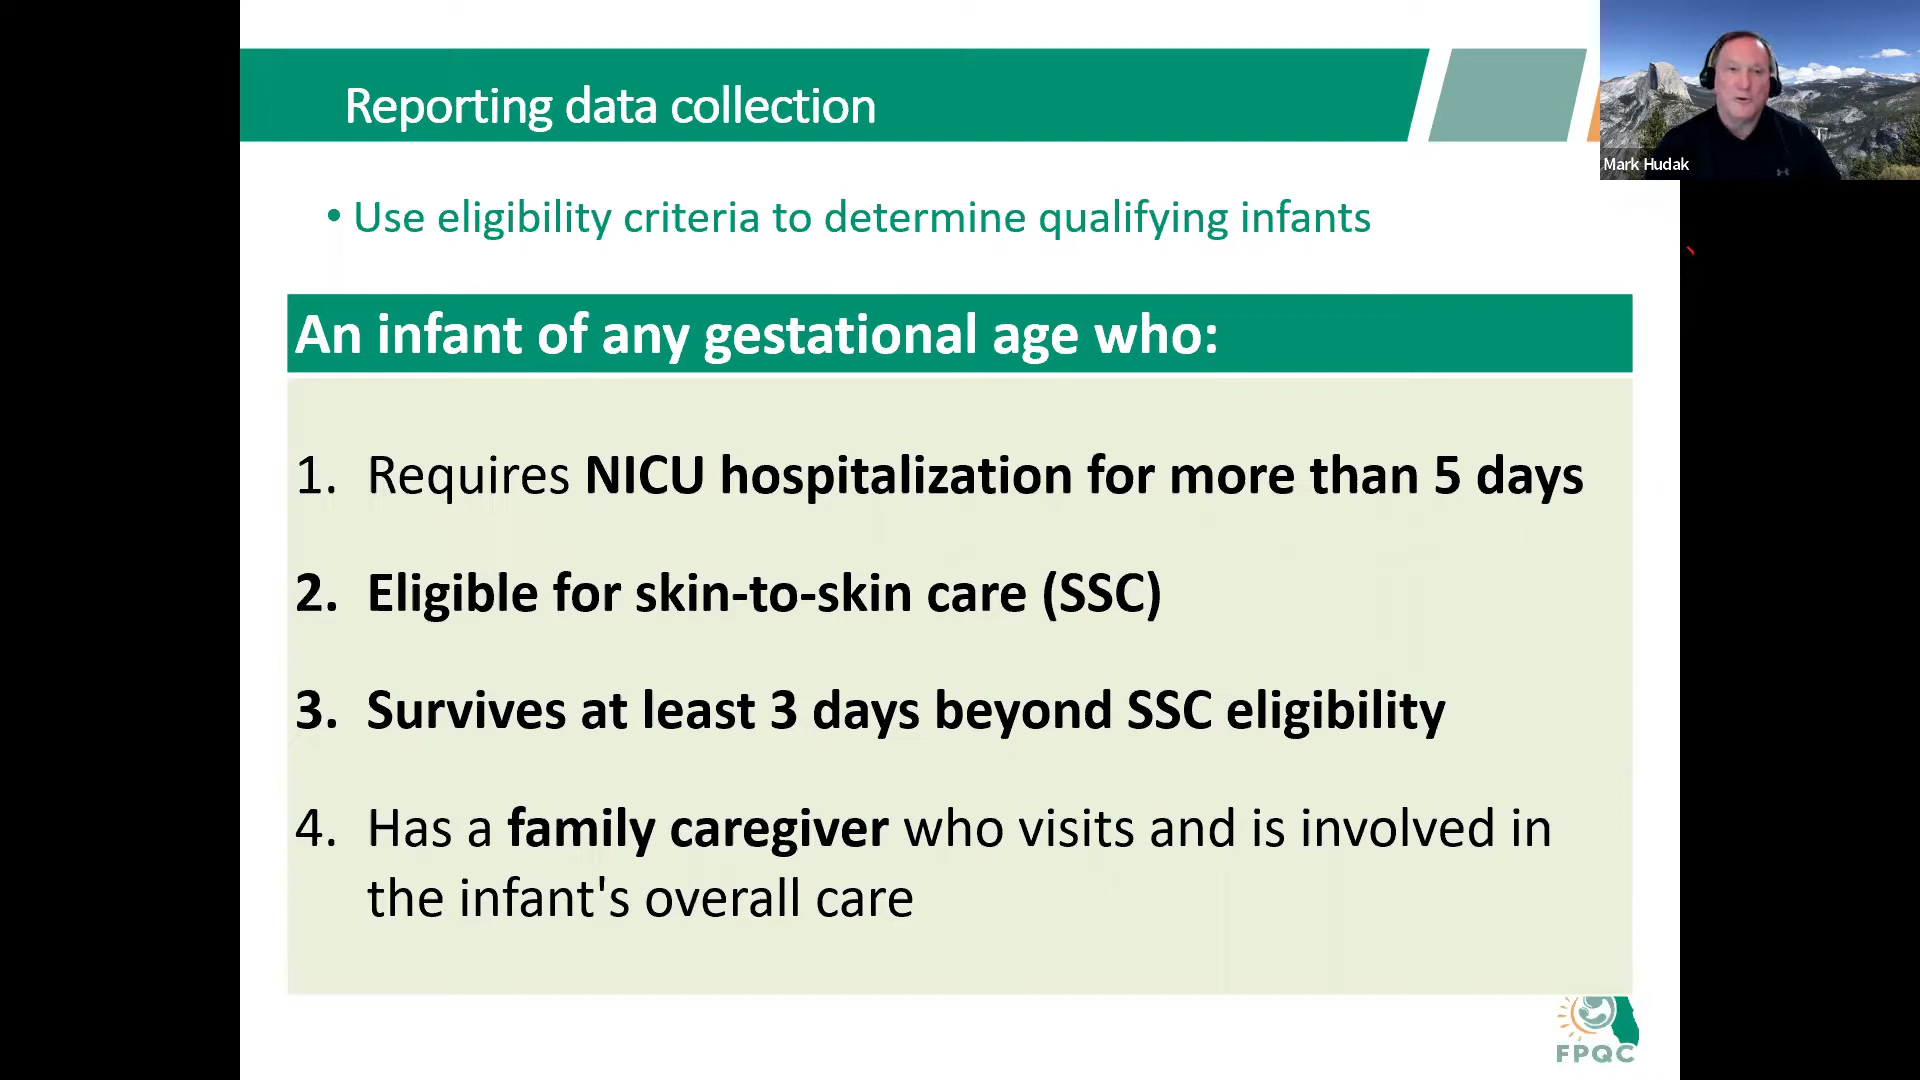 Reporting data collection
Mark Hudak
• Use eligibility criteria to determine qualifying infants
An infant of any gestational age who:
1. Requires NICU hospitalization for more than 5 days
2. Eligible for skin-to-skin care (SSC)
3. Survives at least 3 days beyond SSC eligibility
4. Has a family caregiver who visits and is involved in
the infant's overall care
FPQC